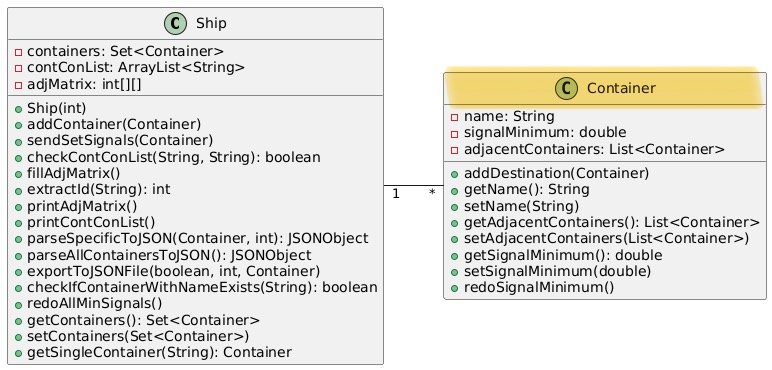 C Ship
containers: Set<Container>
contConList: ArrayList<String>
adjMatrix: int[][]
Ship(int)
addContainer(Container)
sendSetSignals(Container)
checkContConList(String, String): boolean
fillAdjMatrix()
extractId(String): int
printAdjMatrix()
printContConList()
parseSpecificToJSON(Container, int): JSONObject
parseAllContainersToJSON(): JSONObject
exportToJSONFile(boolean, int, Container)
checkIfContainerWithNameExists(String): boolean
redoAllMinSignals()
getContainers(): Set<Container>
setContainers(Set<Container>)
getSingleContainer(String): Container
1 *
C Container
name: String
signalMinimum: double
adjacentContainers: List<Container>
addDestination(Container)
getName(): String
setName(String)
getAdjacentContainers(): List<Container>
setAdjacentContainers(List<Container>)
getSignalMinimum(): double
setSignalMinimum(double)
redoSignalMinimum()